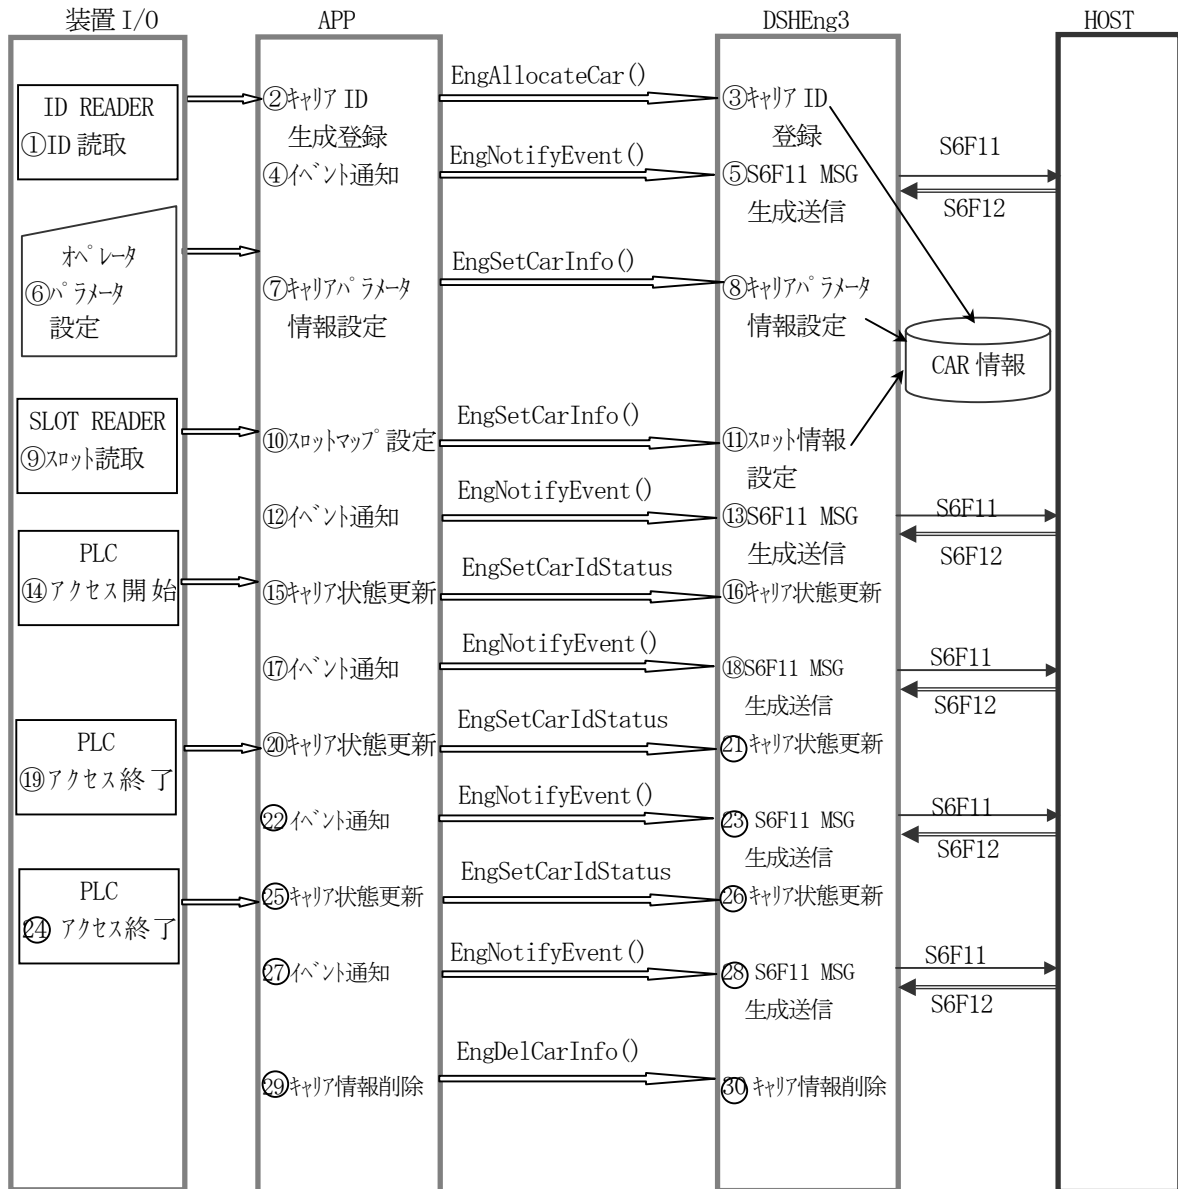 装置 I/O
APP
DSHEng3
HOST
ID READER
①ID 読取
②キャリア ID
生成登録
EngAllocateCar()
③キャリア ID
登録
④イベント通知
EngNotifyEvent()
⑤S6F11 MSG
生成送信
S6F11
S6F12
オペレータ
⑥パラメータ
設定
⑦キャリアパラメータ
情報設定
EngSetCarInfo()
⑧キャリアパラメータ
情報設定
CAR 情報
SLOT READER
⑨スロット読取
⑩スロットマップ設定
EngSetCarInfo()
⑪スロット情報
設定
⑫イベント通知
EngNotifyEvent()
⑬S6F11 MSG
生成送信
S6F11
S6F12
PLC
⑭アクセス開始
⑮キャリア状態更新
EngSetCarIdStatus
⑯キャリア状態更新
⑰イベント通知
EngNotifyEvent()
⑱S6F11 MSG
生成送信
S6F11
S6F12
PLC
⑲アクセス終了
⑳キャリア状態更新
EngSetCarIdStatus
㉑キャリア状態更新
㉒イベント通知
EngNotifyEvent()
㉓ S6F11 MSG
生成送信
S6F11
S6F12
PLC
㉔ アクセス終了
㉕キャリア状態更新
EngSetCarIdStatus
㉖キャリア状態更新
㉗イベント通知
EngNotifyEvent()
㉘ S6F11 MSG
生成送信
S6F11
S6F12
㉙キャリア情報削除
EngDelCarInfo()
㉚キャリア情報削除